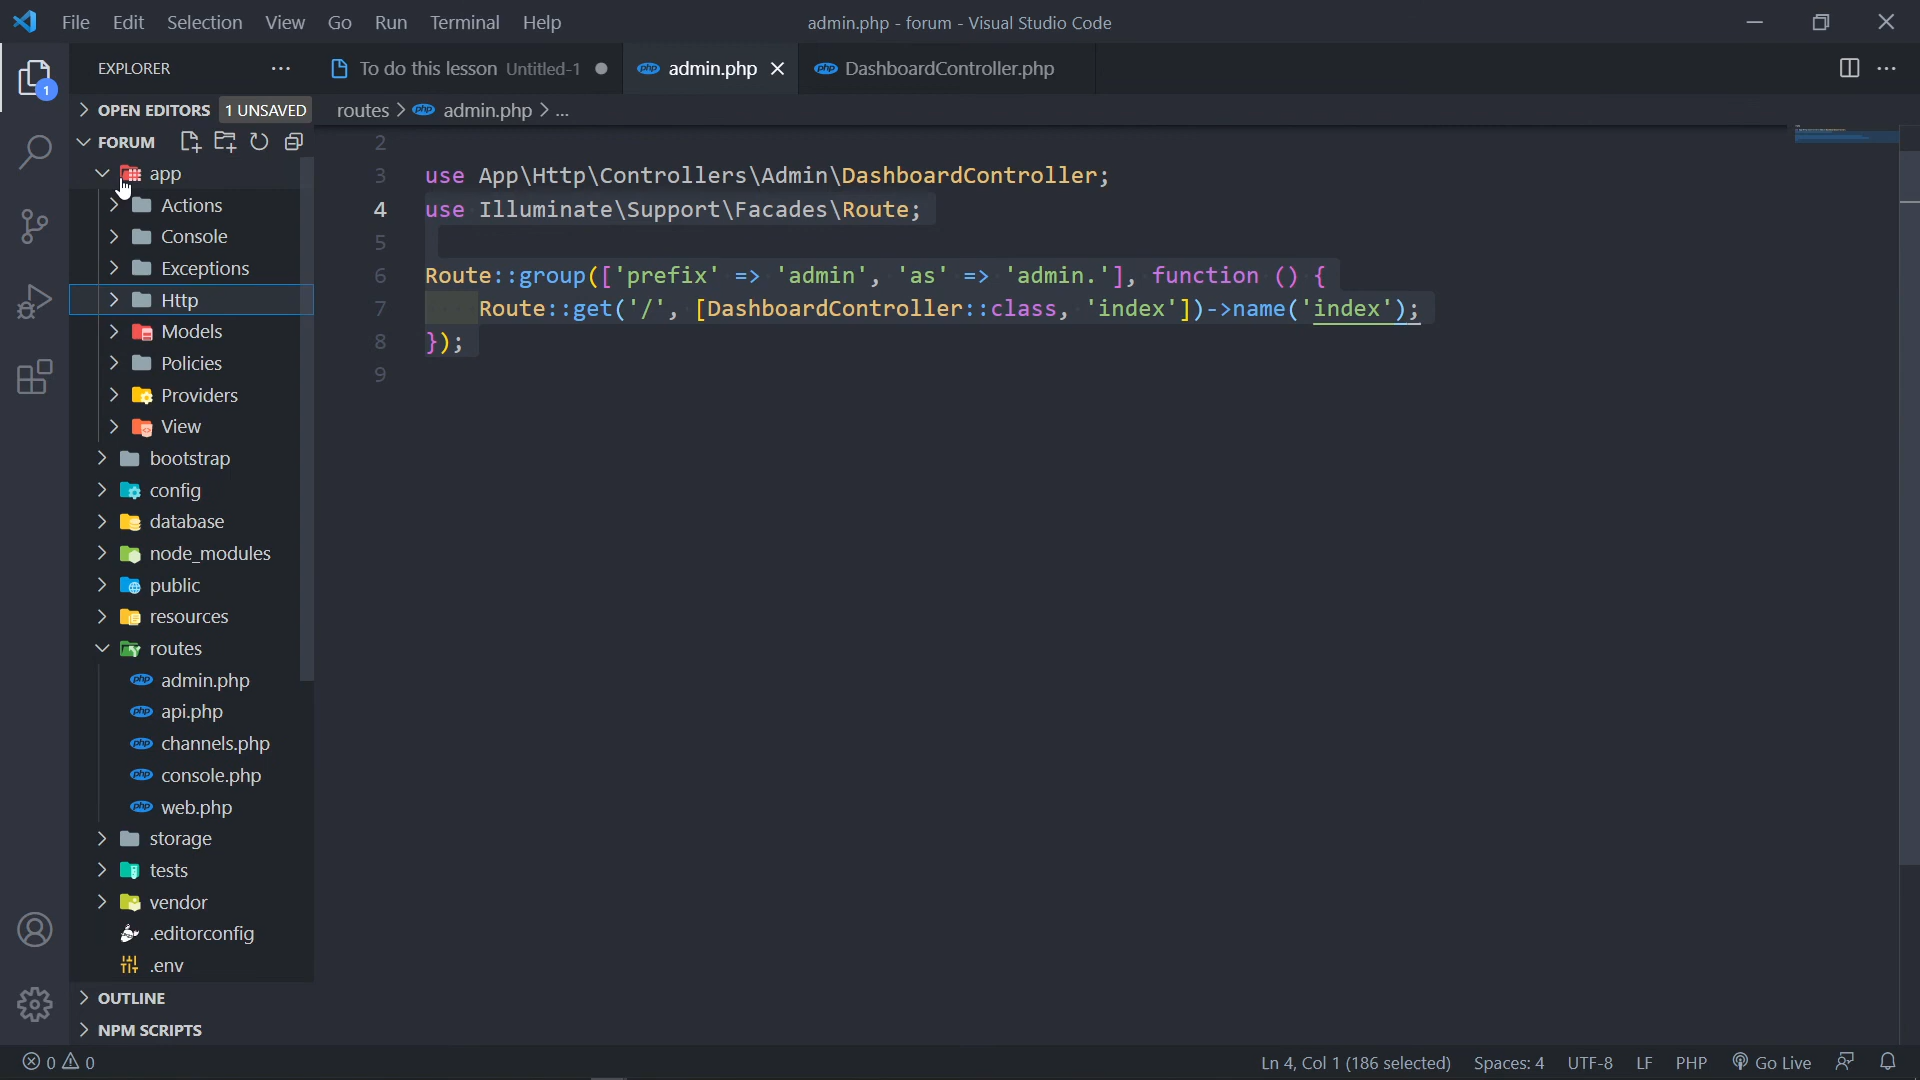 File Edit Selection View Go Run Terminal Help
admin.php - forum - Visual Studio Code
EXPLORER
To do this lesson Untitled-1
admin.php
DashboardController.php
1
OPEN EDITORS 1 UNSAVED
routes > admin.php > ...
FORUM
app
Actions
Console
Exceptions
Http
Models
Policies
Providers
View
bootstrap
config
database
node_modules
public
resources
routes
admin.php
api.php
channels.php
console.php
web.php
storage
tests
vendor
.editorconfig
.env
OUTLINE
NPM SCRIPTS
2
3 use App\Http\Controllers\Admin\DashboardController;
4 use Illuminate\Support\Facades\Route;
5
6 Route::group(['prefix' => 'admin', 'as' => 'admin.'], function () {
7 Route::get('/', [DashboardController::class, 'index'])->name('index');
8 });
9
0 0
Ln 4, Col 1 (186 selected) Spaces: 4 UTF-8 LF PHP Go Live